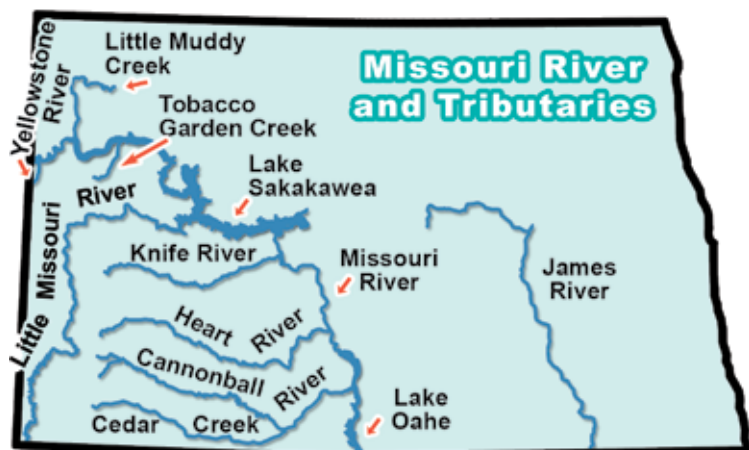 Missouri River
and Tributaries
Little Muddy
Creek
Yellowstone
River
Tobacco
Garden Creek
Lake
Sakakawea
Little Missouri River
Knife River
Missouri
River
James
River
Heart River
Cannonball River
Cedar Creek
Lake
Oahe